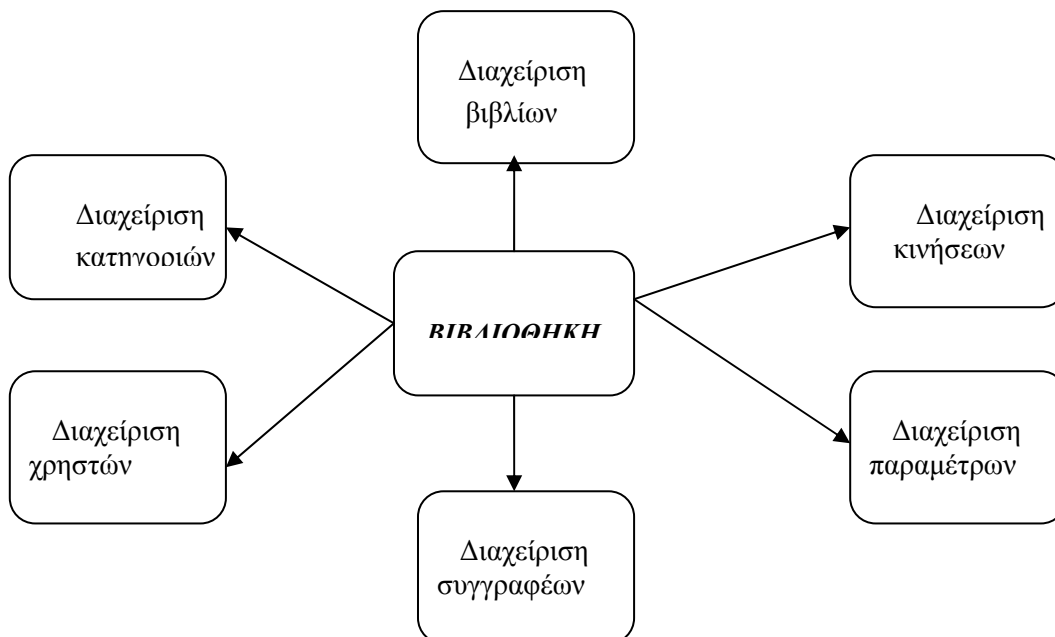 Διαχείριση
βιβλίων
Διαχείριση
κατηγοριών
Διαχείριση
κινήσεων
ΒΙΒΛΙΟΘΗΚΗ
Διαχείριση
χρηστών
Διαχείριση
παραμέτρων
Διαχείριση
συγγραφέων